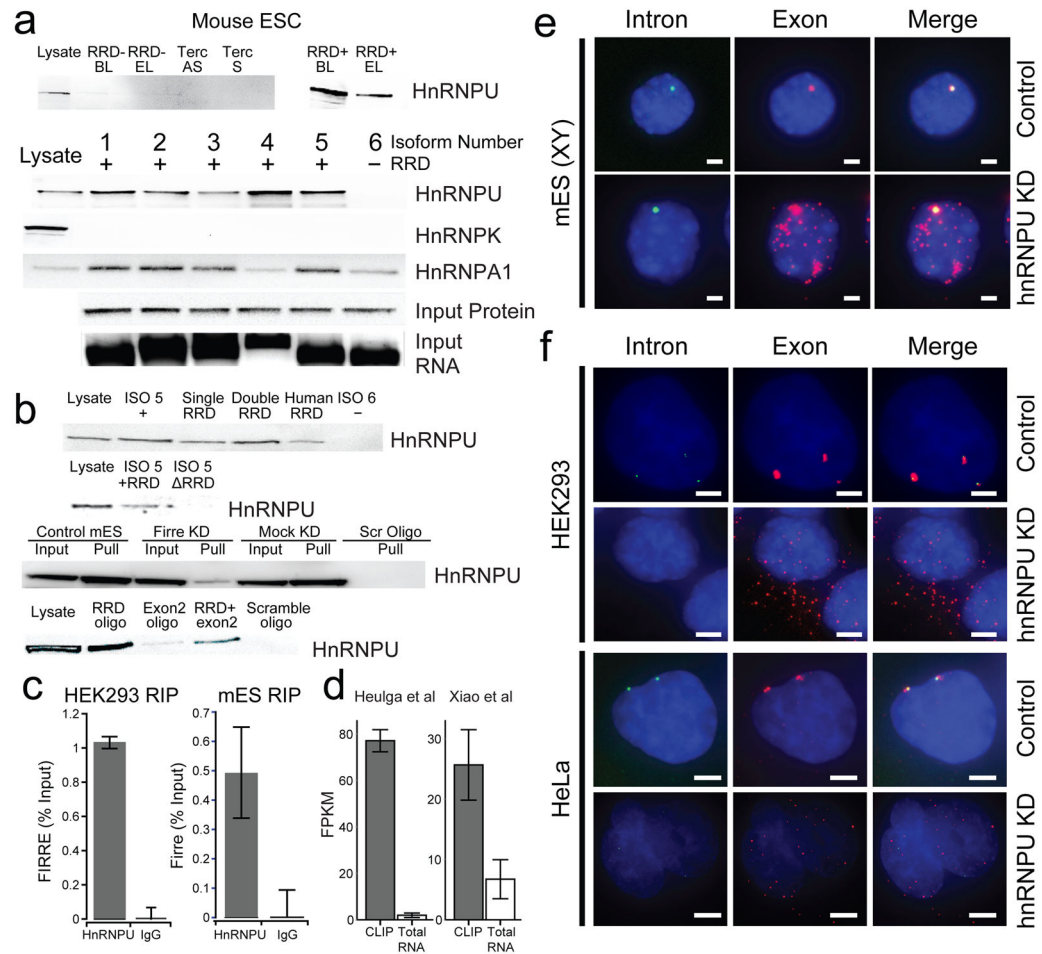 a
Mouse ESC
Lysate RRD- BL RRD- EL Terc AS Terc S RRD+ BL RRD+ EL
HnRNPU
1 2 3 4 5 6 Isoform Number
Lysate + + + + + − RRD
HnRNPU
HnRNPK
HnRNPA1
Input Protein
Input
RNA
b
Lysate ISO 5 + Single RRD Double RRD Human RRD ISO 6 −
HnRNPU
Lysate ISO 5 +RRD ISO 5 ΔRRD
HnRNPU
Control mES Firre KD Mock KD Scr Oligo
Input Pull Input Pull Input Pull Pull
HnRNPU
Lysate RRD oligo Exon2 oligo RRD+ exon2 Scramble oligo
HnRNPU
c
HEK293 RIP
FIRRE (% Input)
1.2
1
0.8
0.6
0.4
0.2
0
HnRNPU IgG
mES RIP
Firre (% Input)
0.7
0.6
0.5
0.4
0.3
0.2
0.1
0
HnRNPU IgG
d
Heulga et al
FPKM
80
60
40
20
0
CLIP Total
RNA
Xiao et al
30
20
10
0
CLIP Total
RNA
e
Intron Exon Merge
mES (XY)
Control
hnRNPU KD
f
Intron Exon Merge
HEK293
Control
hnRNPU KD
HeLa
Control
hnRNPU KD